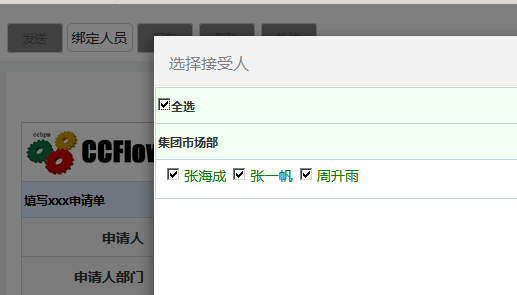 发送 绑定人员
选择接受人
全选
集团市场部
张海成 张一帆 周升雨
cchpm
CCFlow
填写xxx申请单
申请人
申请人部门